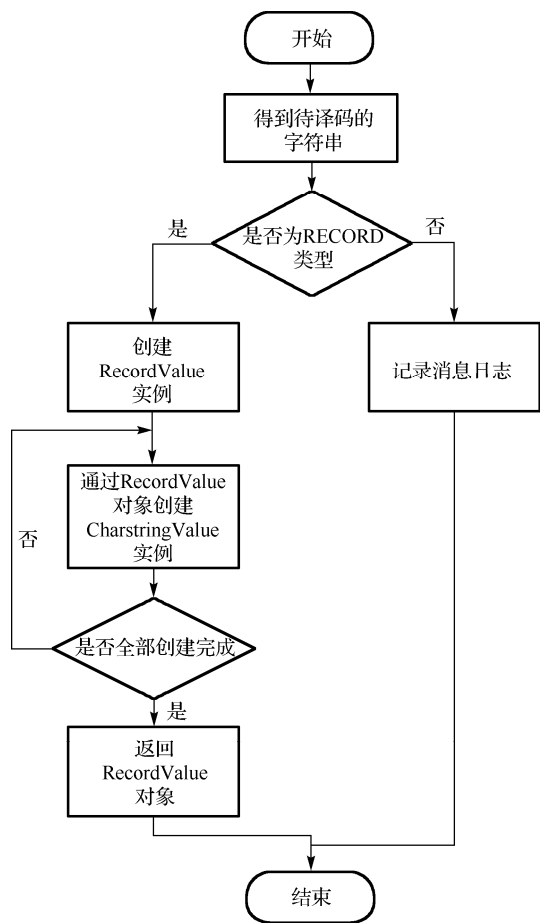 开始
得到待译码的
字符串
是否为RECORD
类型
是
否
创建
RecordValue
实例
记录消息日志
通过RecordValue
对象创建
CharstringValue
实例
否
是否全部创建完成
是
返回
RecordValue
对象
结束